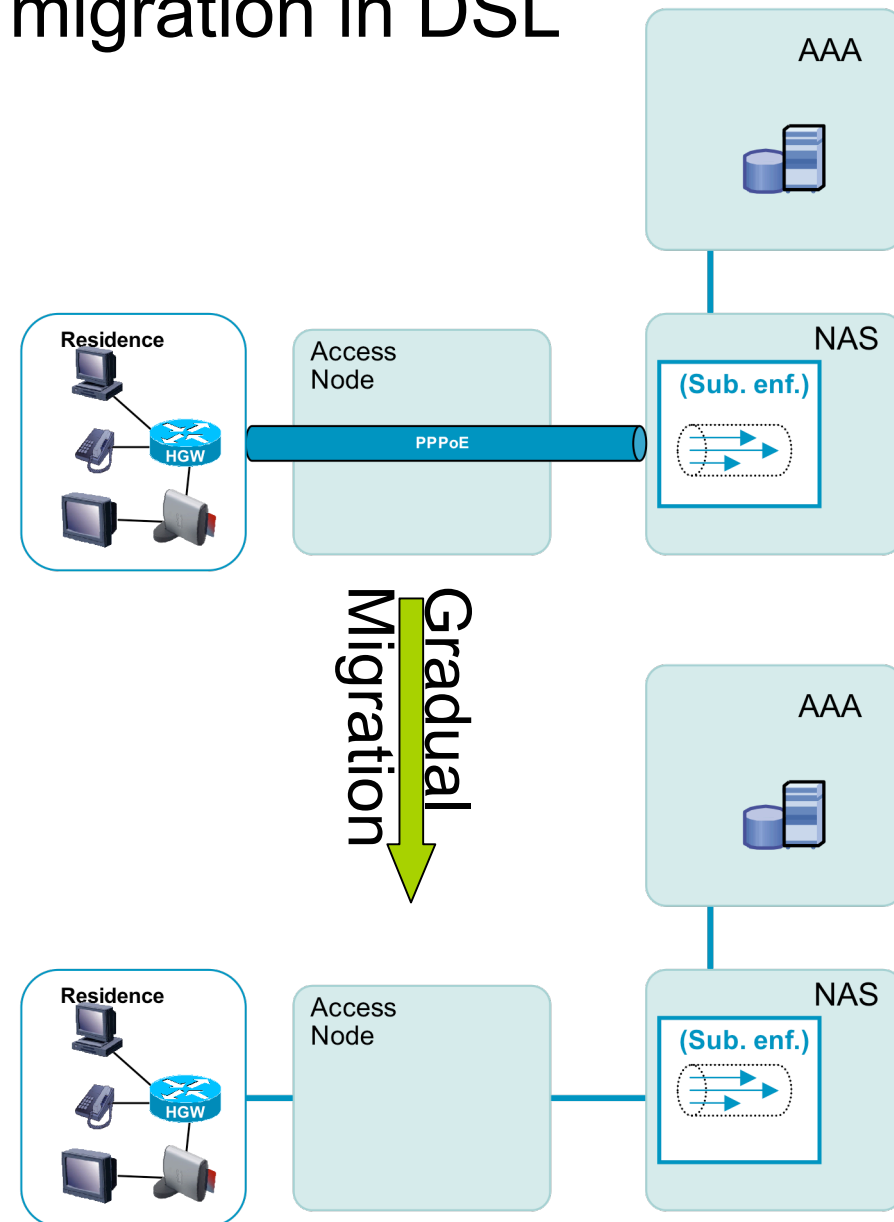 migration in DSL
AAA
Residence
HGW
Access
Node
PPPoE
NAS
(Sub. enf.)
Gradual
Migration
AAA
Residence
HGW
Access
Node
NAS
(Sub. enf.)